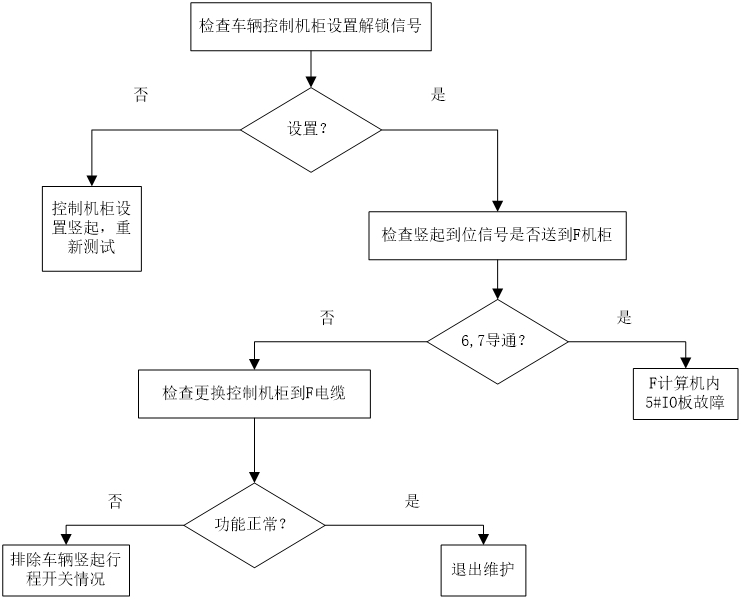 检查车辆控制机柜设置解锁信号
否
是
设置?
控制机柜设
置竖起,重
新测试
检查竖起到位信号是否送到F机柜
否
是
6,7导通?
检查更换控制机柜到F电缆
F计算机内
5#IO板故障
否
是
功能正常?
排除车辆竖起行
程开关情况
退出维护